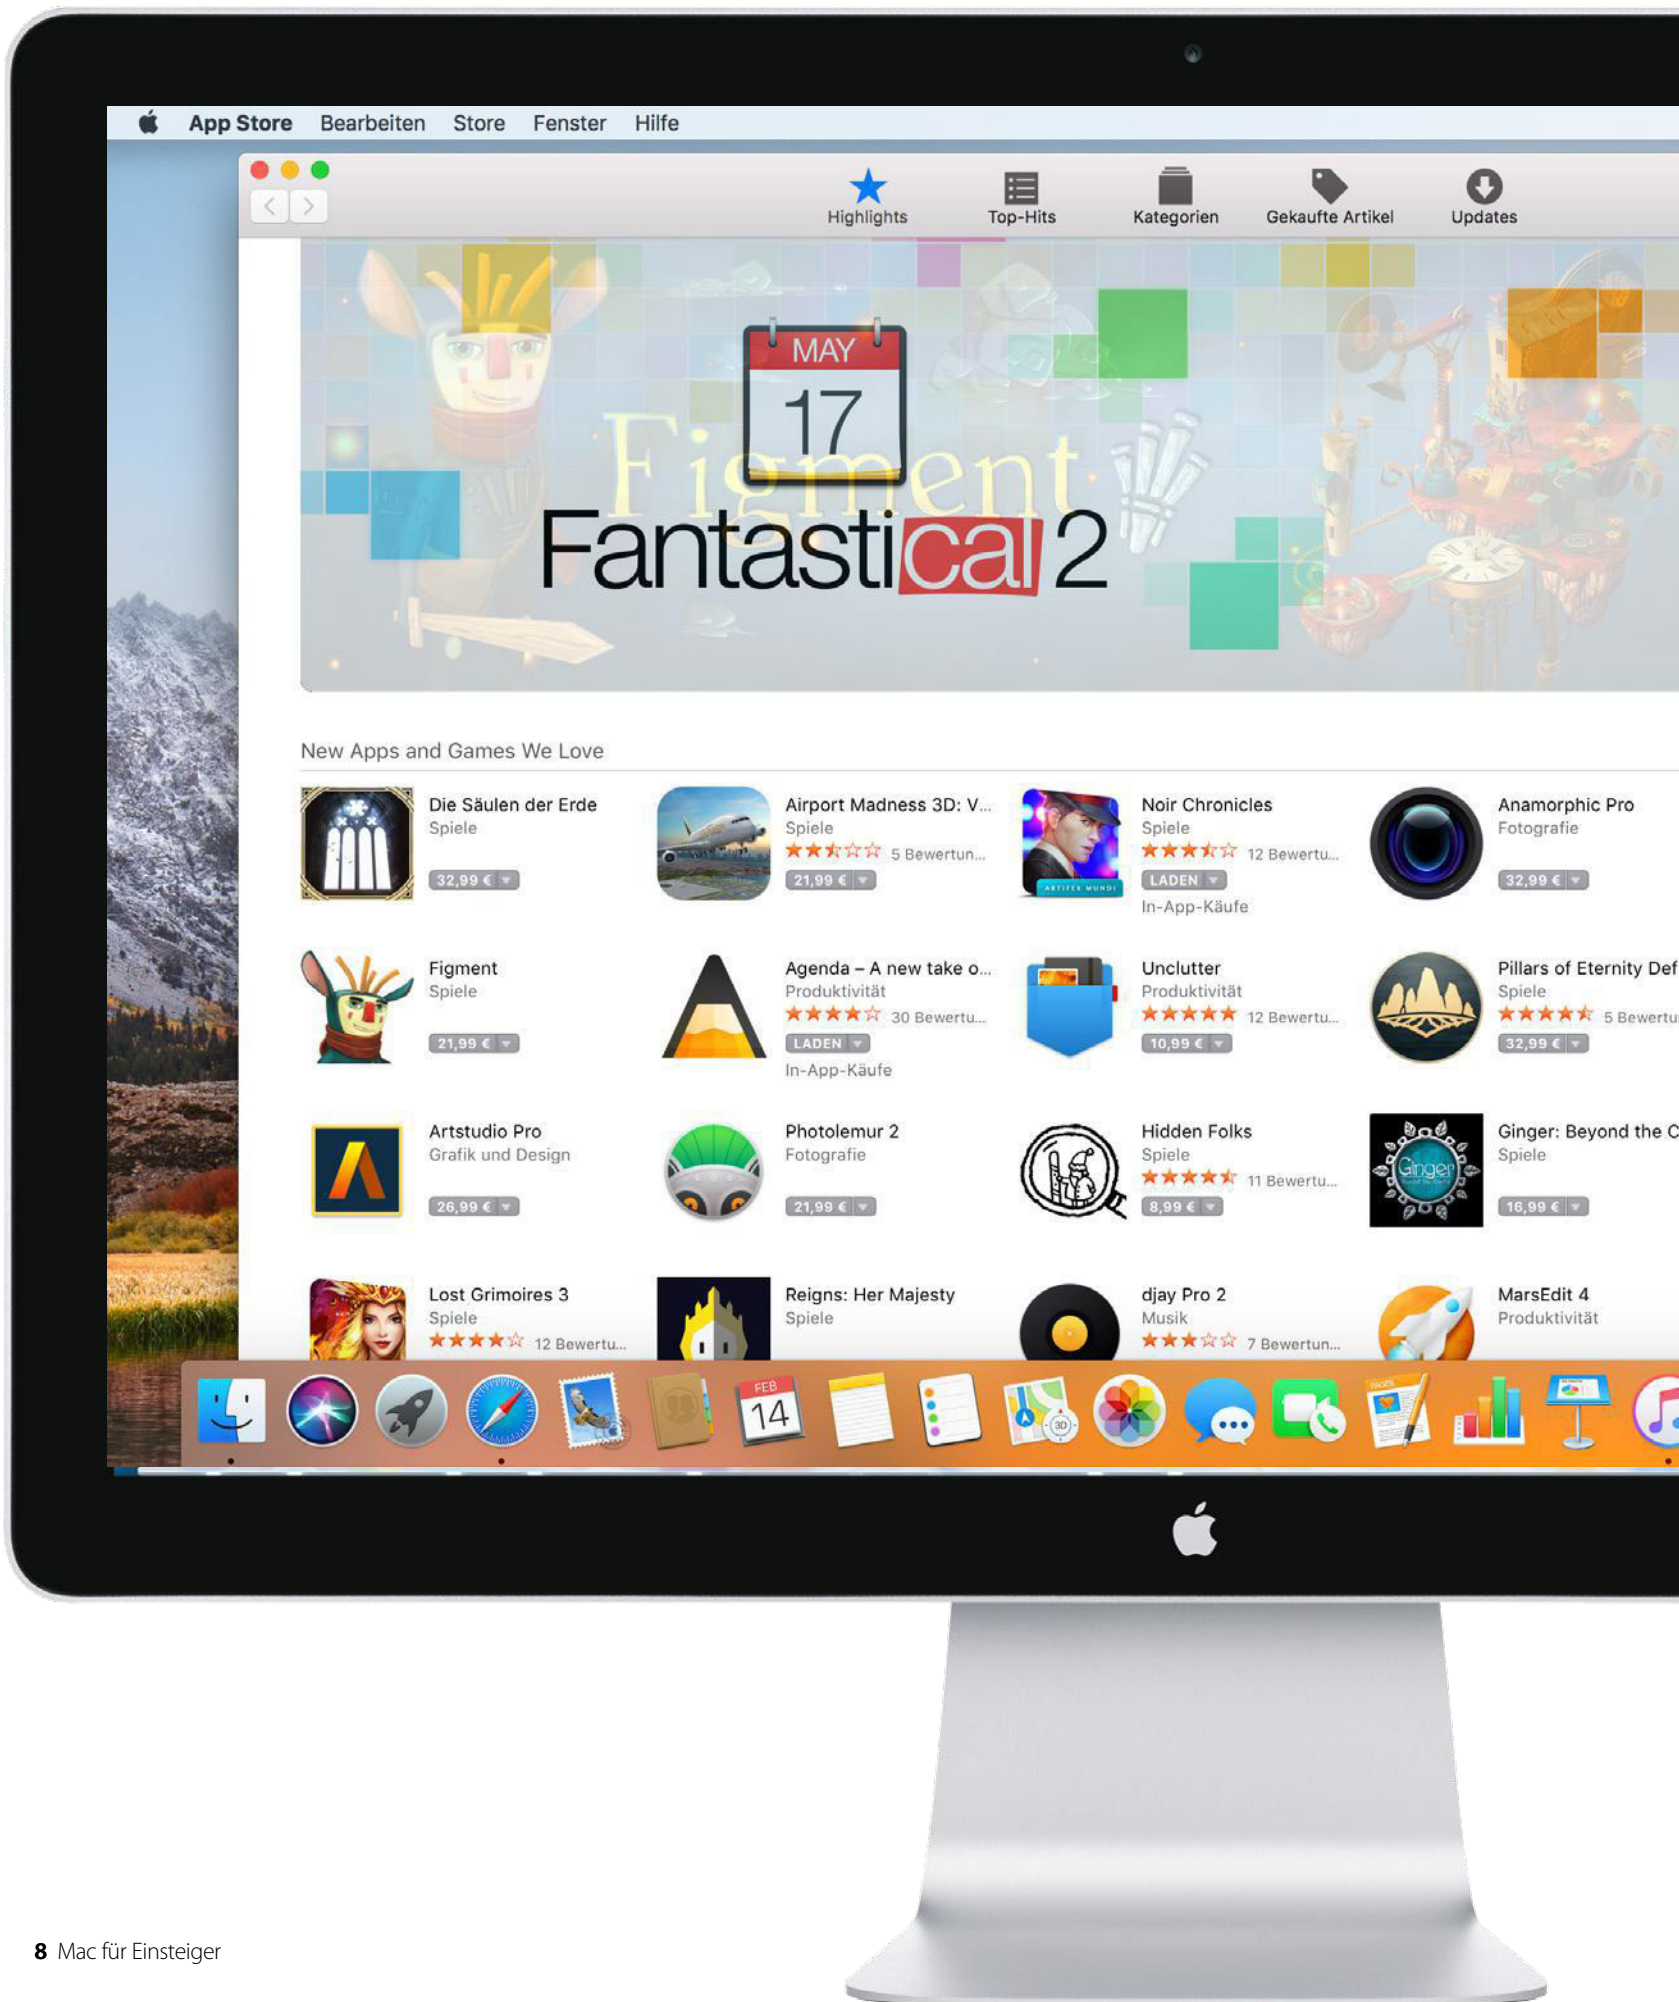 App Store Bearbeiten Store Fenster Hilfe
Highlights Top-Hits Kategorien Gekaufte Artikel Updates
MAY
17
Figment
Fantastical 2
New Apps and Games We Love
Die Säulen der Erde
Spiele
32,99 €
Airport Madness 3D: V...
Spiele
5 Bewertun...
21,99 €
ARTIFEX MUNDI
Noir Chronicles
Spiele
12 Bewertu...
LADEN
In-App-Käufe
Anamorphic Pro
Fotografie
32,99 €
Figment
Spiele
21,99 €
Agenda – A new take o...
Produktivität
30 Bewertu...
LADEN
In-App-Käufe
Unclutter
Produktivität
12 Bewertu...
10,99 €
Pillars of Eternity Def
Spiele
5 Bewertu
32,99 €
Artstudio Pro
Grafik und Design
26,99 €
Photolemur 2
Fotografie
21,99 €
Hidden Folks
Spiele
11 Bewertu...
8,99 €
Ginger
Ginger: Beyond the C
Spiele
16,99 €
Lost Grimoires 3
Spiele
12 Bewertu...
Reigns: Her Majesty
Spiele
djay Pro 2
Musik
7 Bewertun...
MarsEdit 4
Produktivität
FEB
14
3D
PAGES
8 Mac für Einsteiger